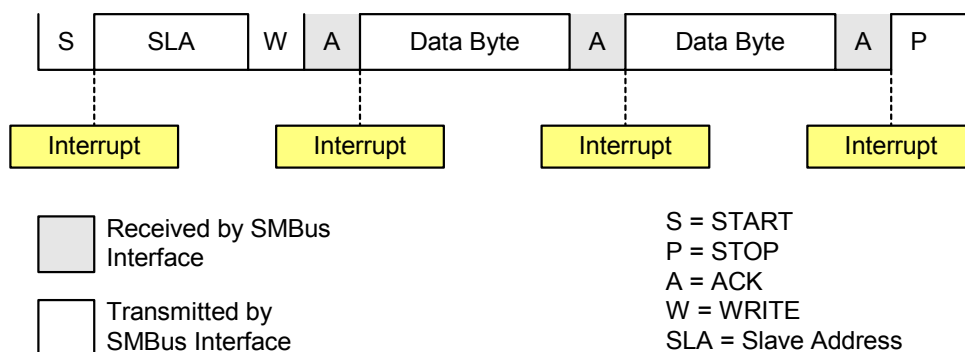 S SLA W A Data Byte A Data Byte A P
Interrupt Interrupt Interrupt Interrupt
Received by SMBus
Interface
Transmitted by
SMBus Interface
S = START
P = STOP
A = ACK
W = WRITE
SLA = Slave Address